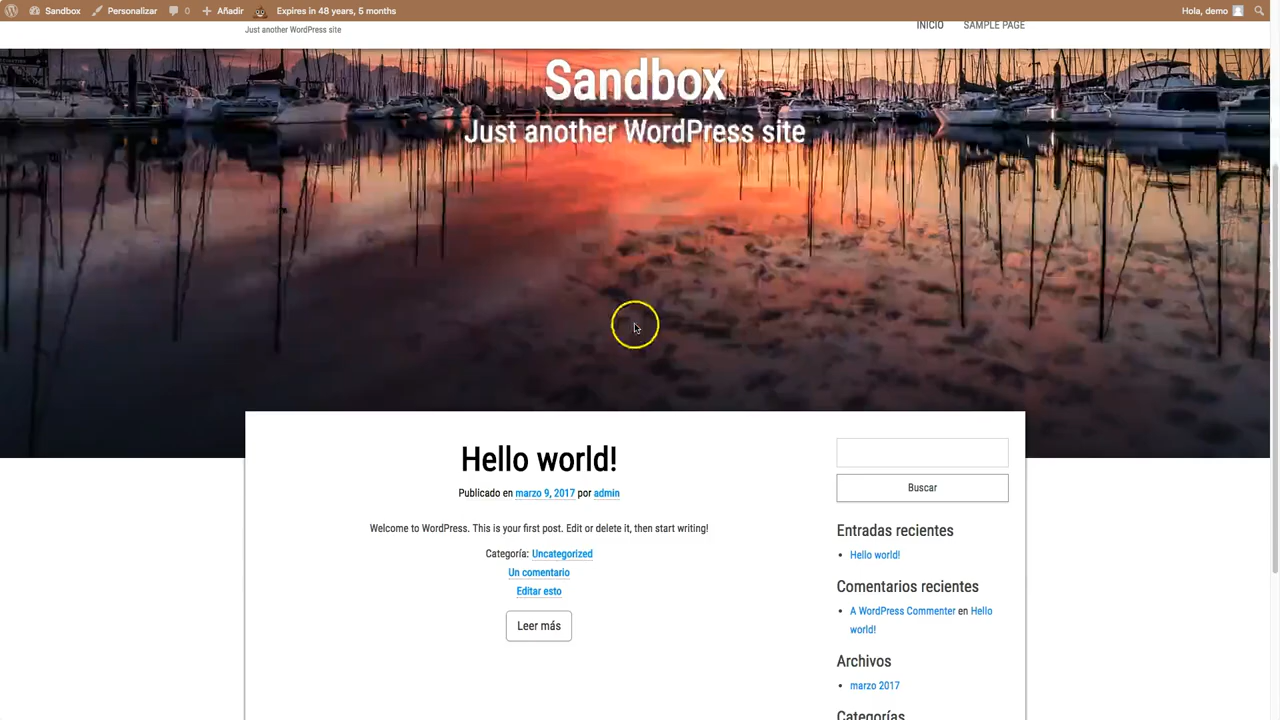 Sandbox Personalizar 0 Añadir Expires in 48 years, 5 months Hola, demo
Just another WordPress site INICIO SAMPLE PAGE
Sandbox
Just another WordPress site
Hello world!
Publicado en marzo 9, 2017 por admin
Welcome to WordPress. This is your first post. Edit or delete it, then start writing!
Categoría: Uncategorized
Un comentario
Editar esto
Leer más
Buscar
Entradas recientes
Hello world!
Comentarios recientes
A WordPress Commenter en Hello
world!
Archivos
marzo 2017
Categorías